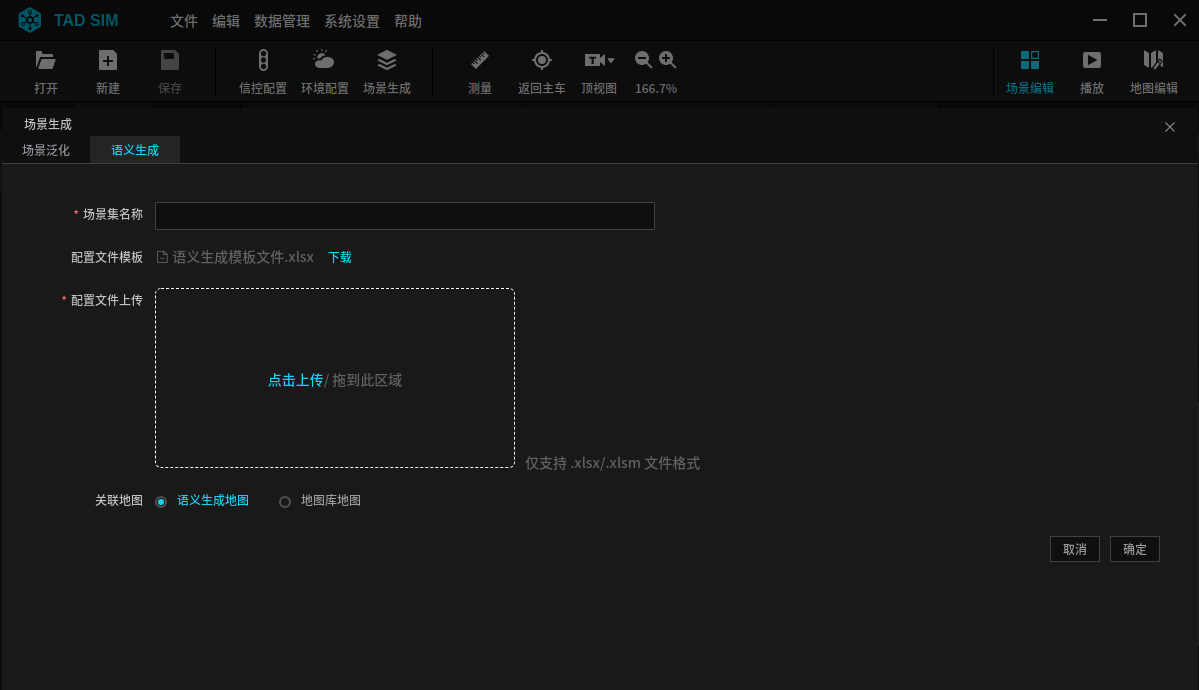 TAD SIM 文件 编辑 数据管理 系统设置 帮助
打开 新建 保存 信控配置 环境配置 场景生成 测量 返回主车 顶视图 166.7% 场景编辑 播放 地图编辑
场景生成
场景泛化 语义生成
* 场景集名称
配置文件模板 语义生成模板文件.xlsx 下载
* 配置文件上传
点击上传/ 拖到此区域
仅支持 .xlsx/.xlsm 文件格式
关联地图 语义生成地图 地图库地图
取消 确定